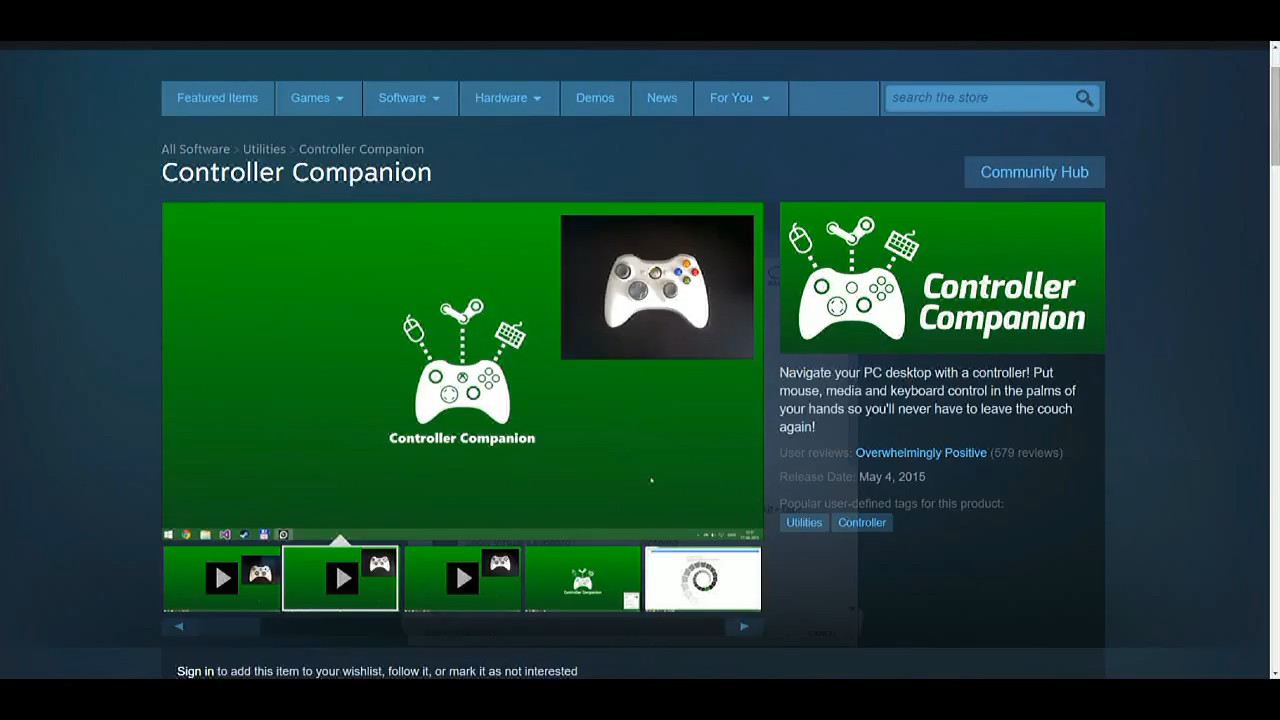 Featured Items Games Software Hardware Demos News For You search the store
All Software > Utilities > Controller Companion
Controller Companion
Community Hub
Controller Companion
Controller
Companion
Navigate your PC desktop with a controller! Put
mouse, media and keyboard control in the palms of
your hands so you'll never have to leave the couch
again!
User reviews: Overwhelmingly Positive (579 reviews)
Release Date: May 4, 2015
Popular user-defined tags for this product:
Utilities Controller
Sign in to add this item to your wishlist, follow it, or mark it as not interested